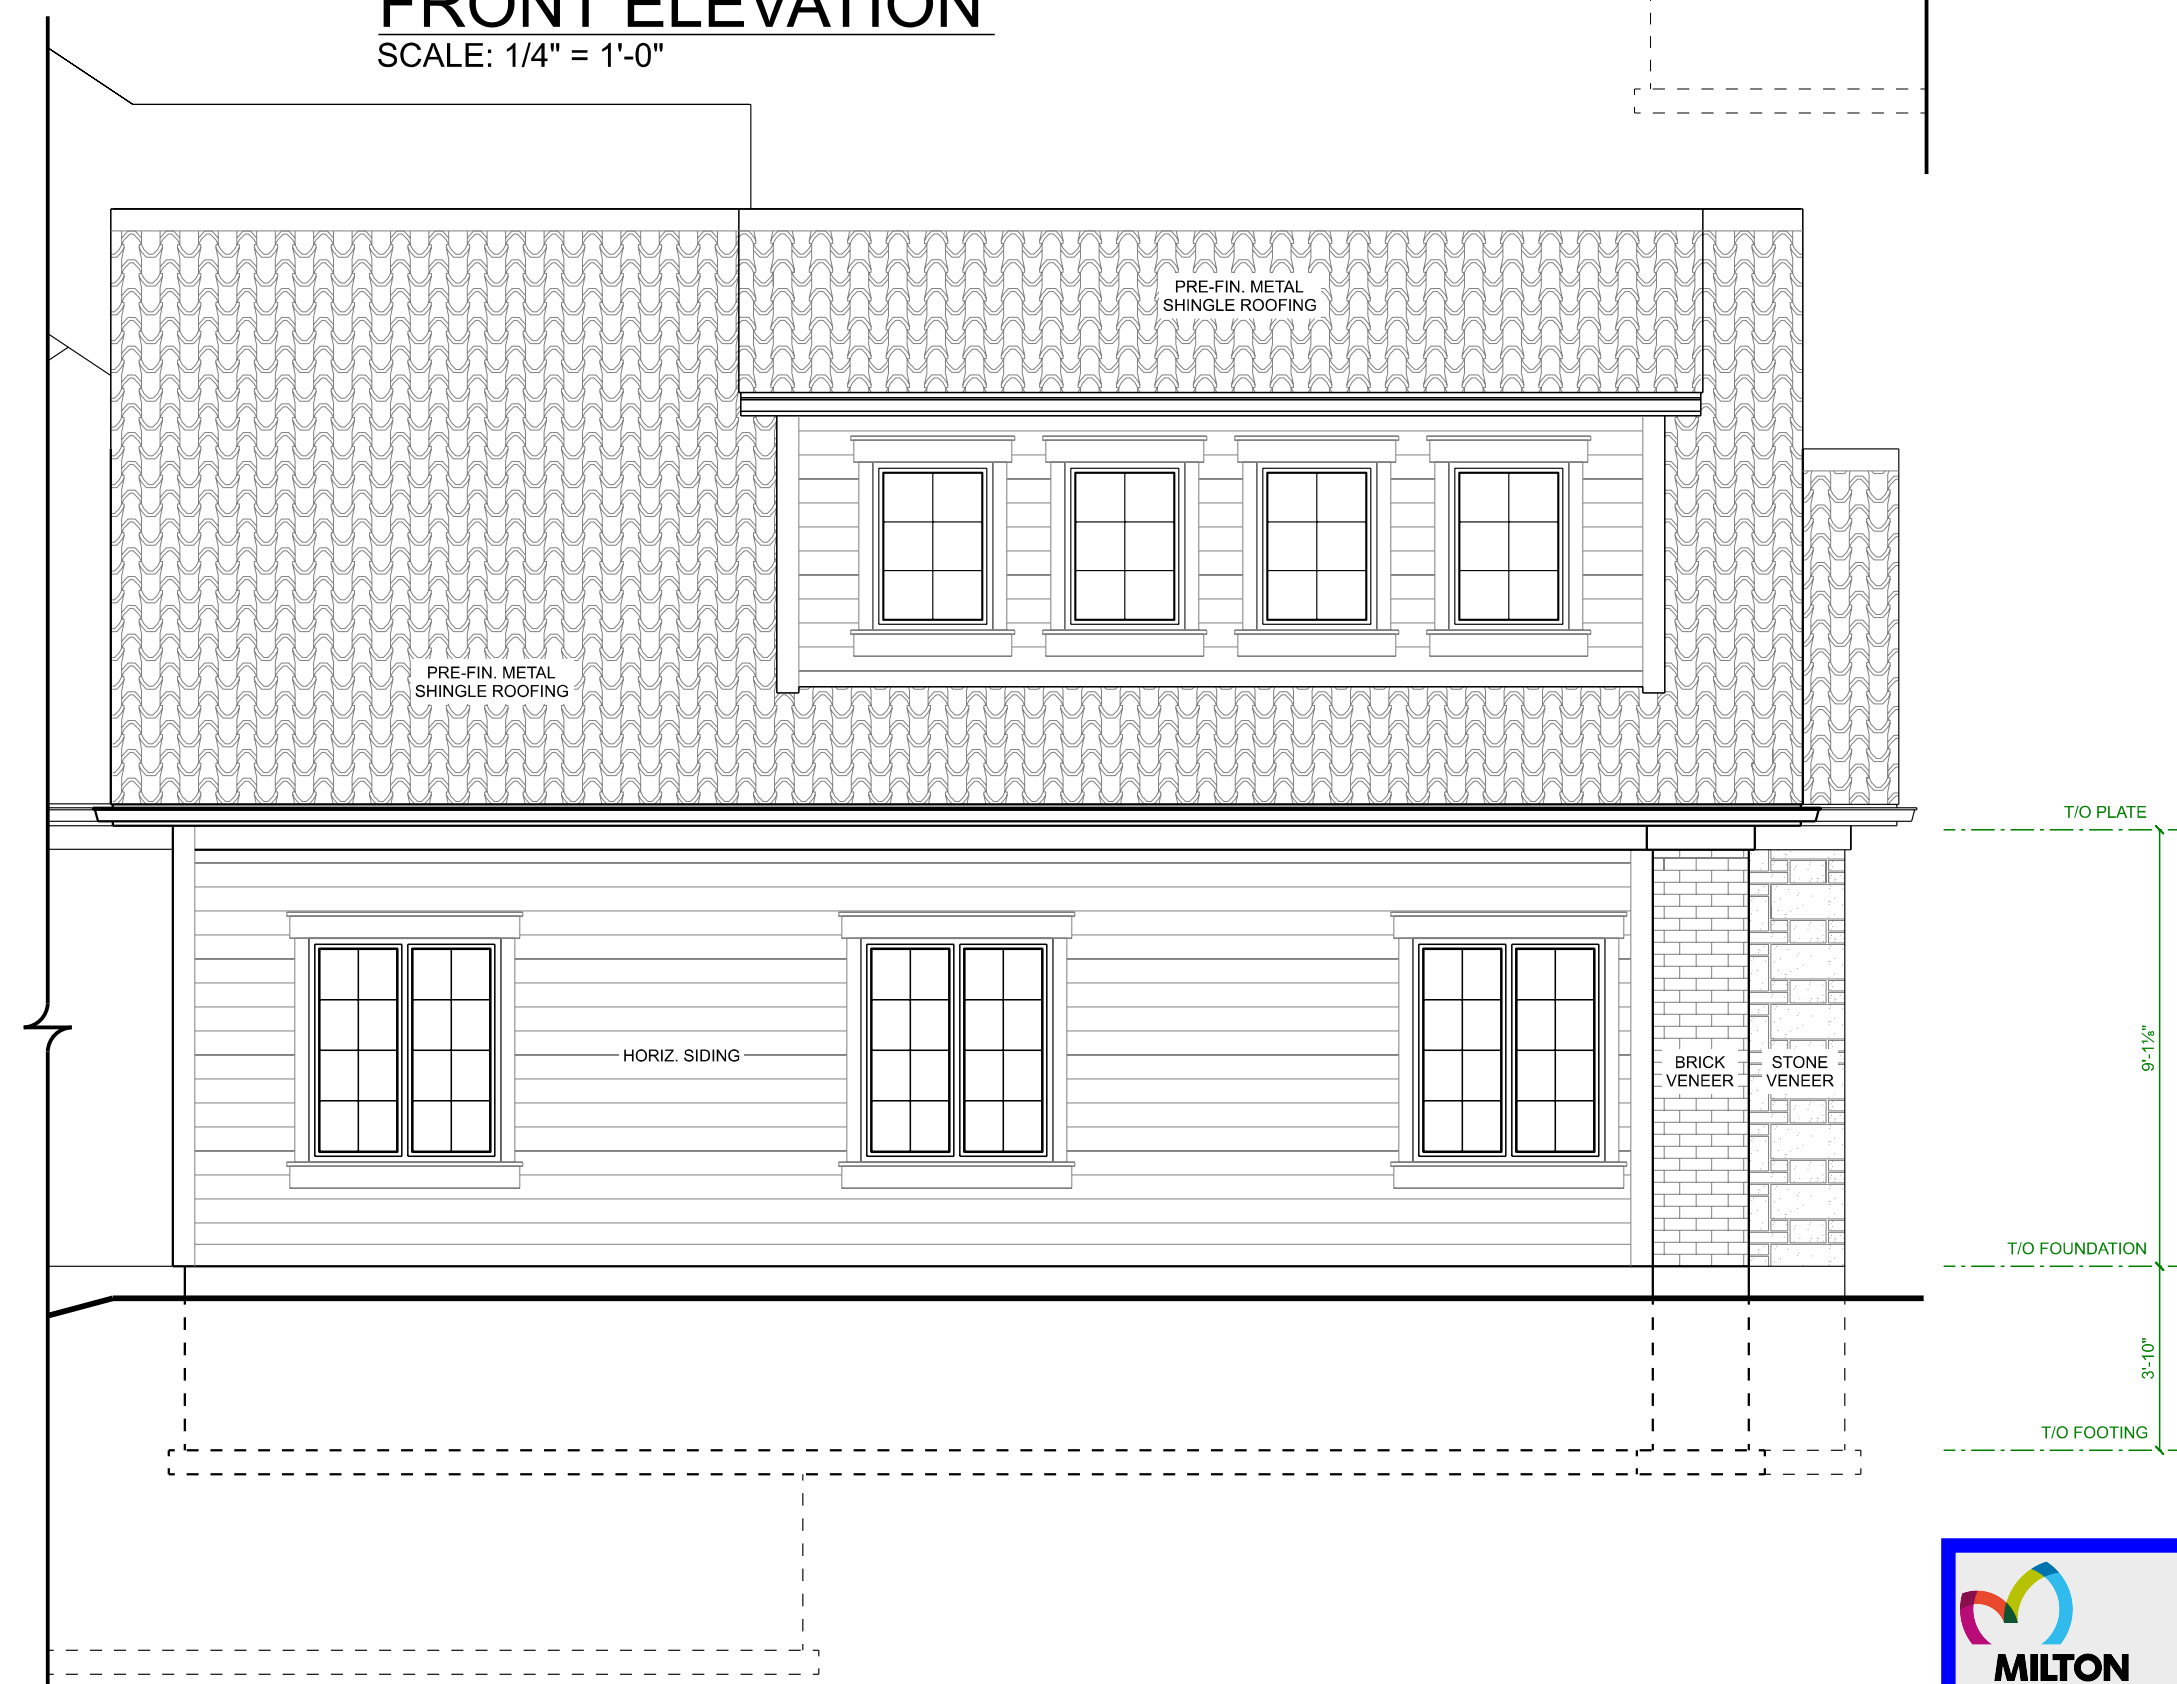 FRONT ELEVATION
SCALE: 1/4" = 1'-0"
PRE-FIN. METAL
SHINGLE ROOFING
PRE-FIN. METAL
SHINGLE ROOFING
T/O PLATE
HORIZ. SIDING
BRICK
VENEER
STONE
VENEER
9'-1⅛"
T/O FOUNDATION
3'-10"
T/O FOOTING
MILTON